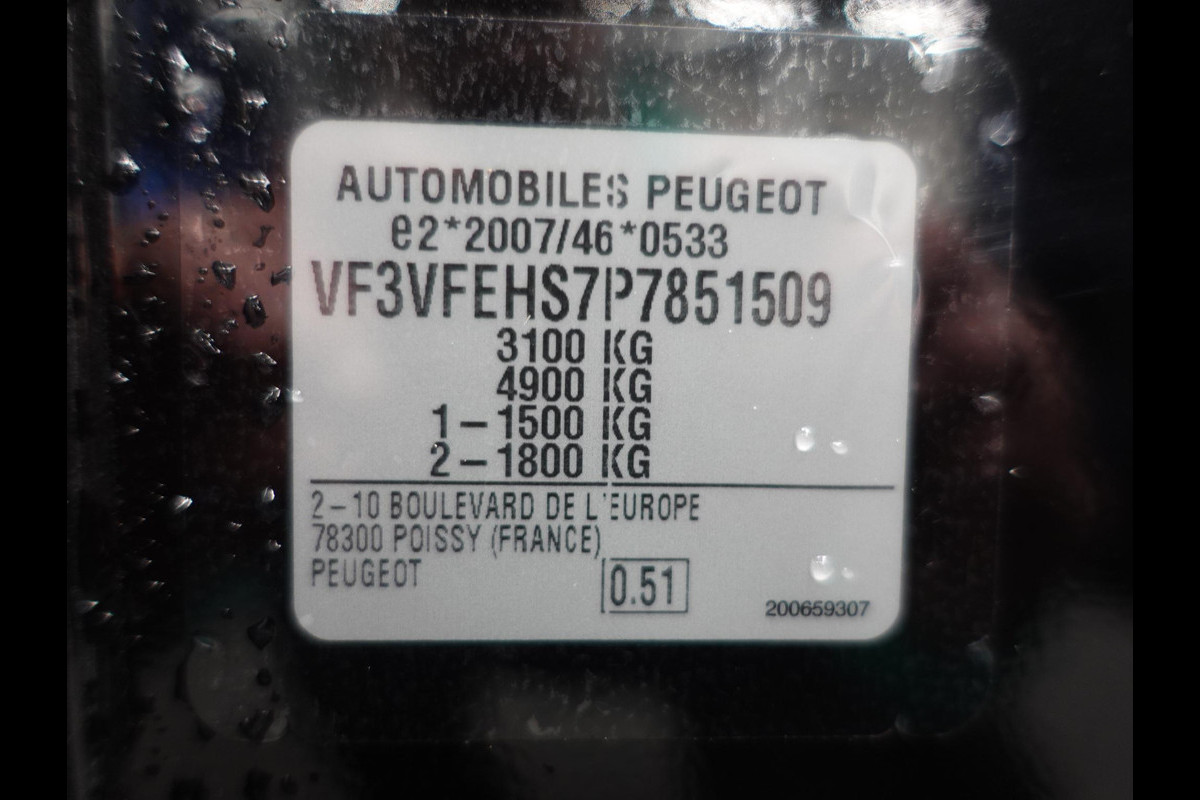 AUTOMOBILES PEUGEOT
e2*2007/46*0533
VF3VFEHS7P7851509
3100 KG
4900 KG
1-1500 KG
2-1800 KG
2-10 BOULEVARD DE L'EUROPE
78300 POISSY (FRANCE)
PEUGEOT
0.51
200659307